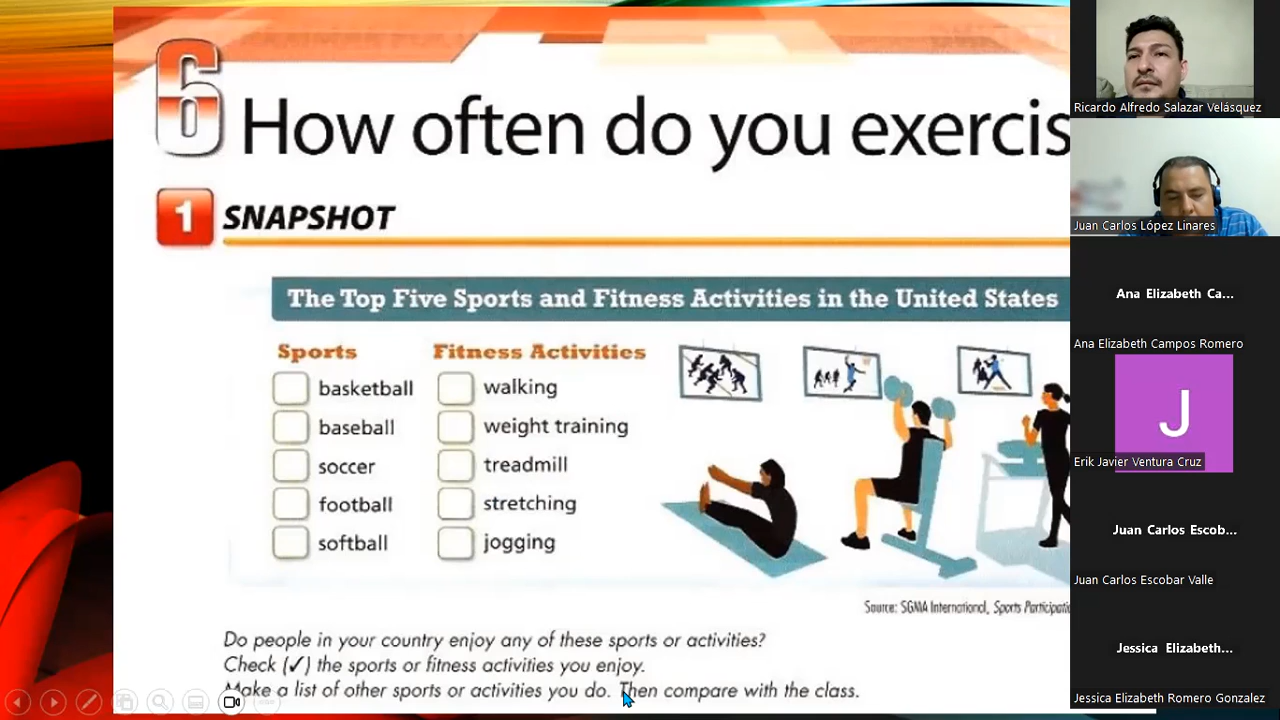 6
How often do you exercis
1 SNAPSHOT
The Top Five Sports and Fitness Activities in the United States
Sports
basketball
baseball
soccer
football
softball
Fitness Activities
walking
weight training
treadmill
stretching
jogging
Source: SGMA International, Sports Participati
Do people in your country enjoy any of these sports or activities?
Check (✓) the sports or fitness activities you enjoy.
Make a list of other sports or activities you do. Then compare with the class.
Ricardo Alfredo Salazar Velásquez
Juan Carlos López Linares
Ana Elizabeth Ca...
Ana Elizabeth Campos Romero
J
Erik Javier Ventura Cruz
Juan Carlos Escob...
Juan Carlos Escobar Valle
Jessica Elizabeth...
Jessica Elizabeth Romero Gonzalez